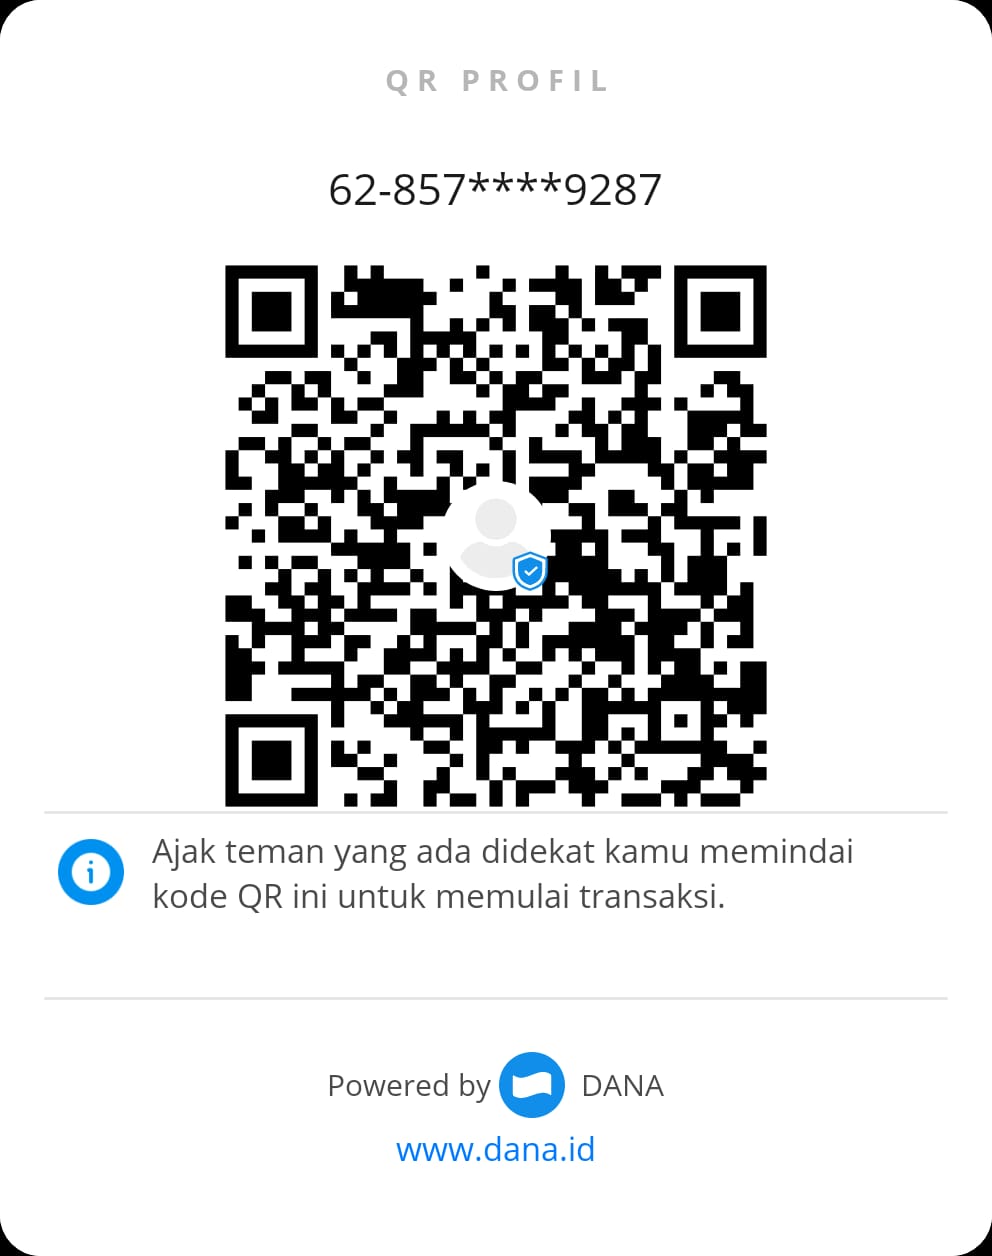 QR PROFIL
62-857****9287
Ajak teman yang ada didekat kamu memindai
kode QR ini untuk memulai transaksi.
Powered by DANA
www.dana.id